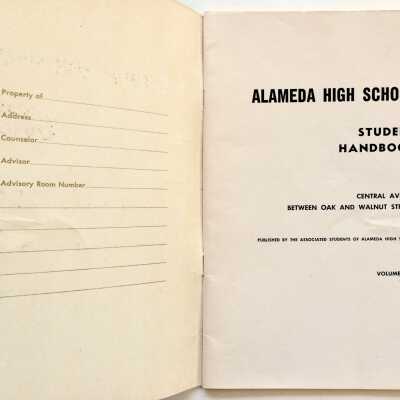 Property of
Address
Counselor
Advisor
Advisory Room Number
ALAMEDA HIGH SCHO
STUDE
HANDBOO
CENTRAL AV
BETWEEN OAK AND WALNUT STR
PUBLISHED BY THE ASSOCIATED STUDENTS OF ALAMEDA HIGH S
VOLUME